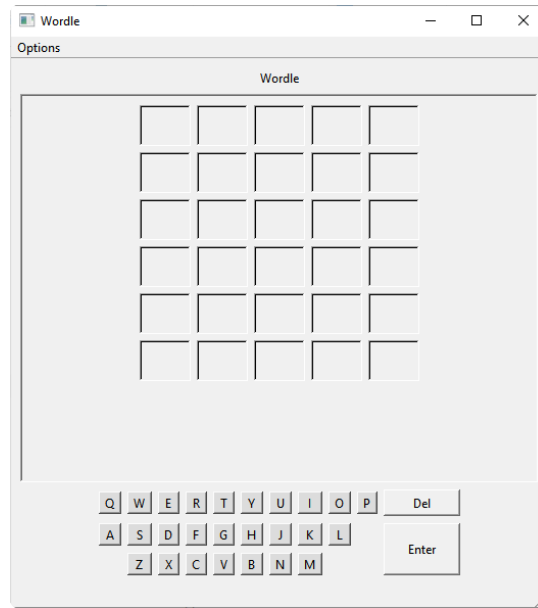 Wordle
Options
Wordle
Q W E R T Y U I O P Del
A S D F G H J K L
Enter
Z X C V B N M